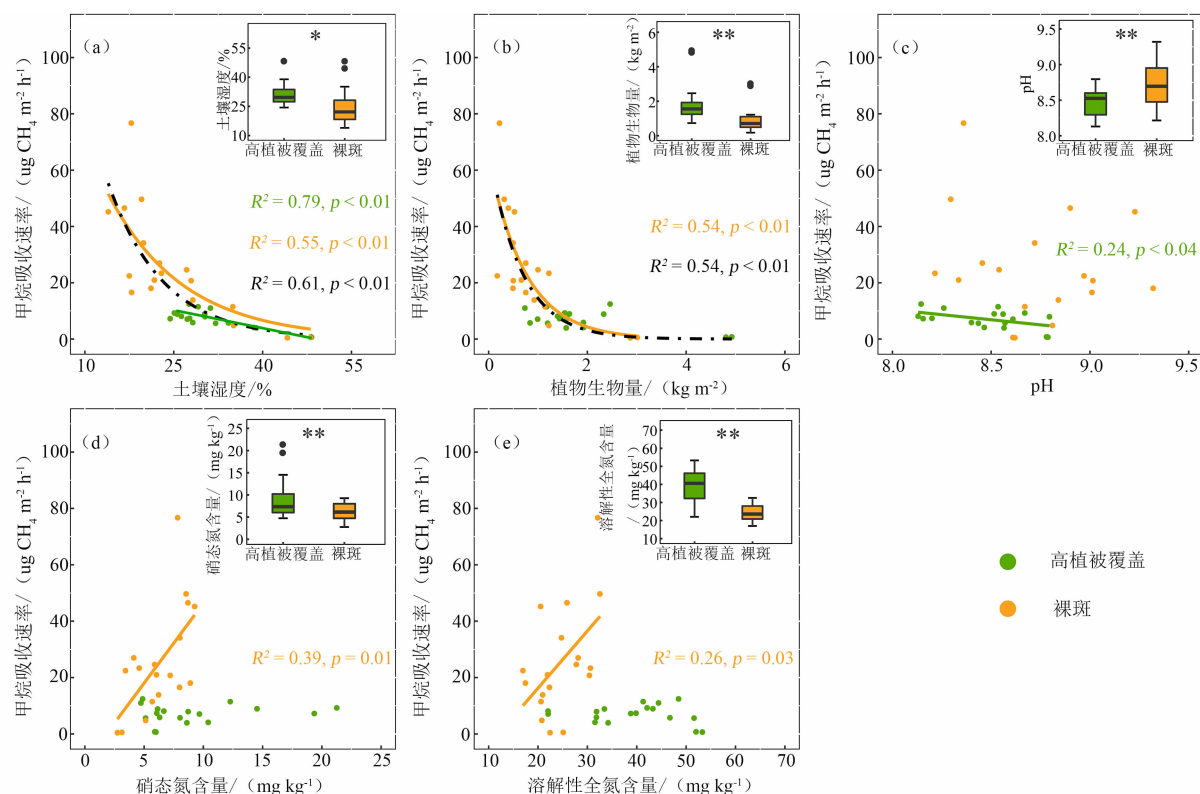 (a)
甲烷吸收速率/（ug CH4 m-2 h-1）
100
80
60
40
20
0
10
25
40
55
土壤湿度/%
土壤湿度/%
55
40
25
10
*
高植被覆盖
裸斑
R2 = 0.79, p < 0.01
R2 = 0.55, p < 0.01
R2 = 0.61, p < 0.01
(b)
甲烷吸收速率/（ug CH4 m-2 h-1）
100
80
60
40
20
0
0
2
4
6
植物生物量/（kg m-2）
植物生物量/（kg m-2）
6
4
2
0
**
高植被覆盖
裸斑
R2 = 0.54, p < 0.01
R2 = 0.54, p < 0.01
(c)
甲烷吸收速率/（ug CH4 m-2 h-1）
100
80
60
40
20
0
8.0
8.5
9.0
9.5
pH
pH
9.5
9.0
8.5
8.0
**
高植被覆盖
裸斑
R2 = 0.24, p < 0.04
(d)
甲烷吸收速率/（ug CH4 m-2 h-1）
100
80
60
40
20
0
0
5
10
15
20
25
硝态氮含量/（mg kg-1）
硝态氮含量/（mg kg-1）
25
20
15
10
5
0
**
高植被覆盖
裸斑
R2 = 0.39, p = 0.01
(e)
甲烷吸收速率/（ug CH4 m-2 h-1）
100
80
60
40
20
0
10
20
30
40
50
60
70
溶解性全氮含量/（mg kg-1）
溶解性全氮含量
/（mg kg-1）
70
60
50
40
30
20
10
**
高植被覆盖
裸斑
R2 = 0.26, p = 0.03
高植被覆盖
裸斑